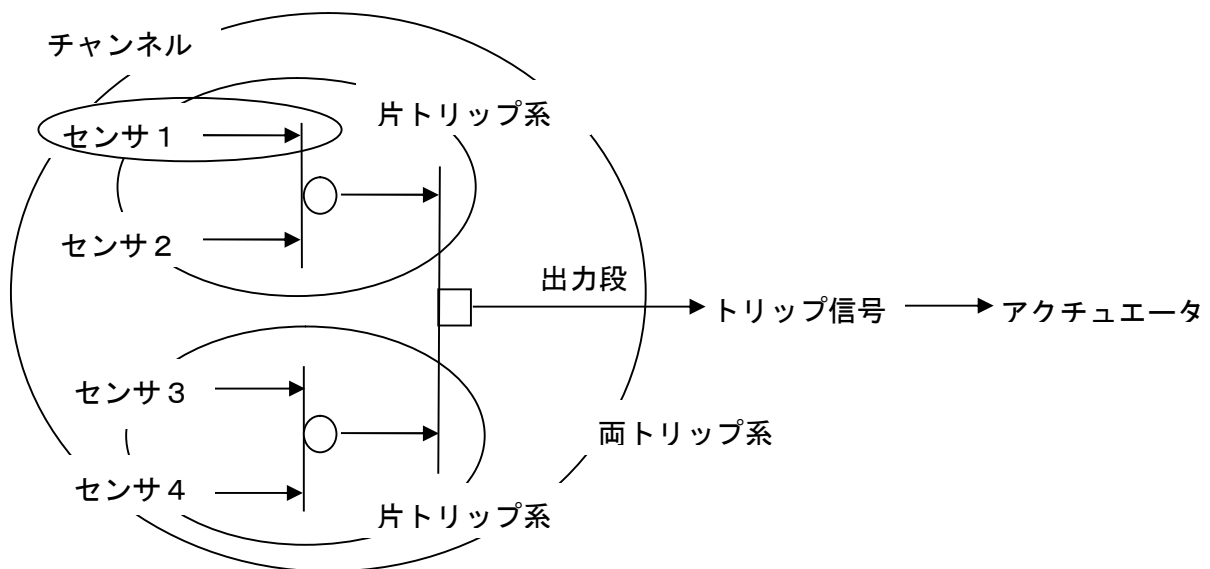 チャンネル
片トリップ系
センサ１
センサ２
出力段
トリップ信号
アクチュエータ
センサ３
両トリップ系
センサ４
片トリップ系